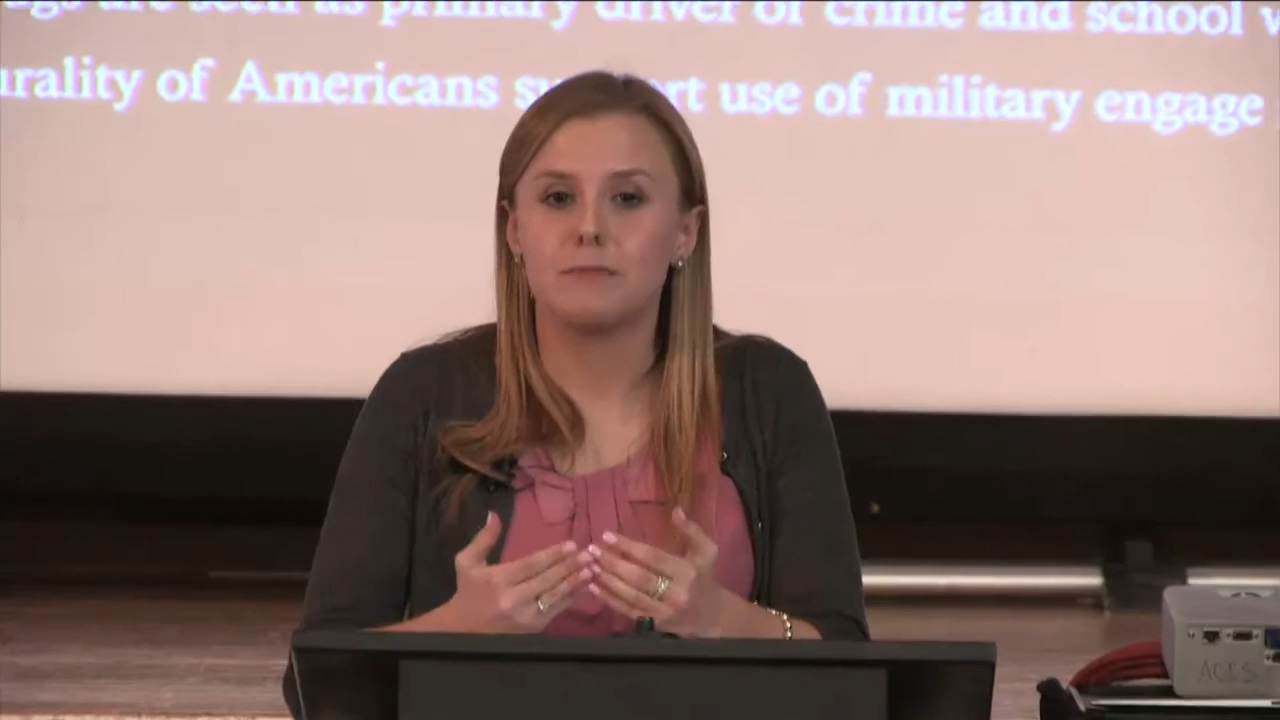 are seen as primary driver of crime and school
of Americans use of military engage
ACES